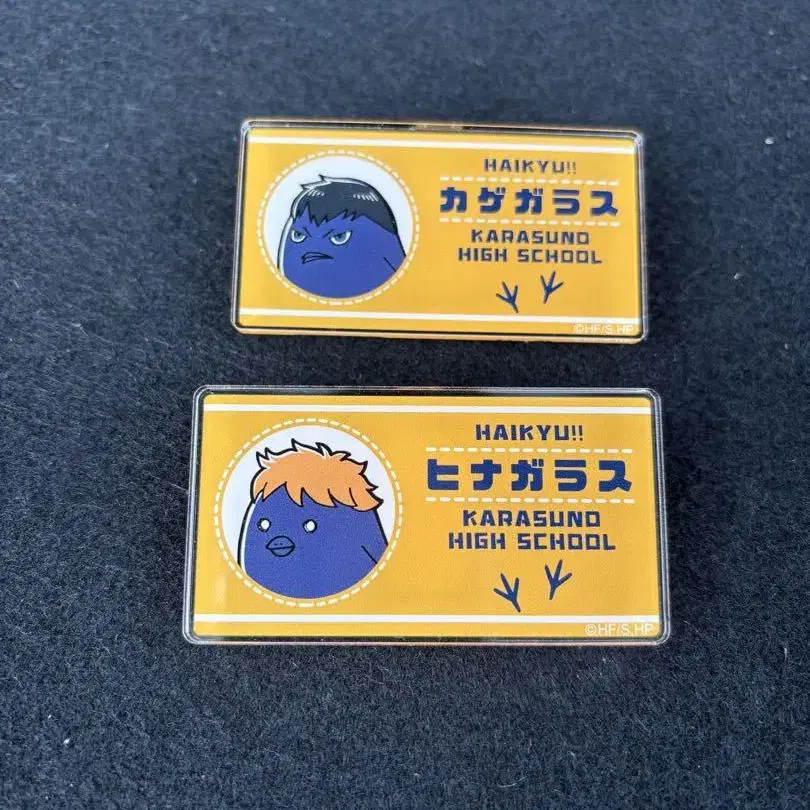 HAIKYU!!
カゲガラス
KARASUNO
HIGH SCHOOL
©HF/S,HP
HAIKYU!!
ヒナガラス
KARASUNO
HIGH SCHOOL
©HF/S,HP